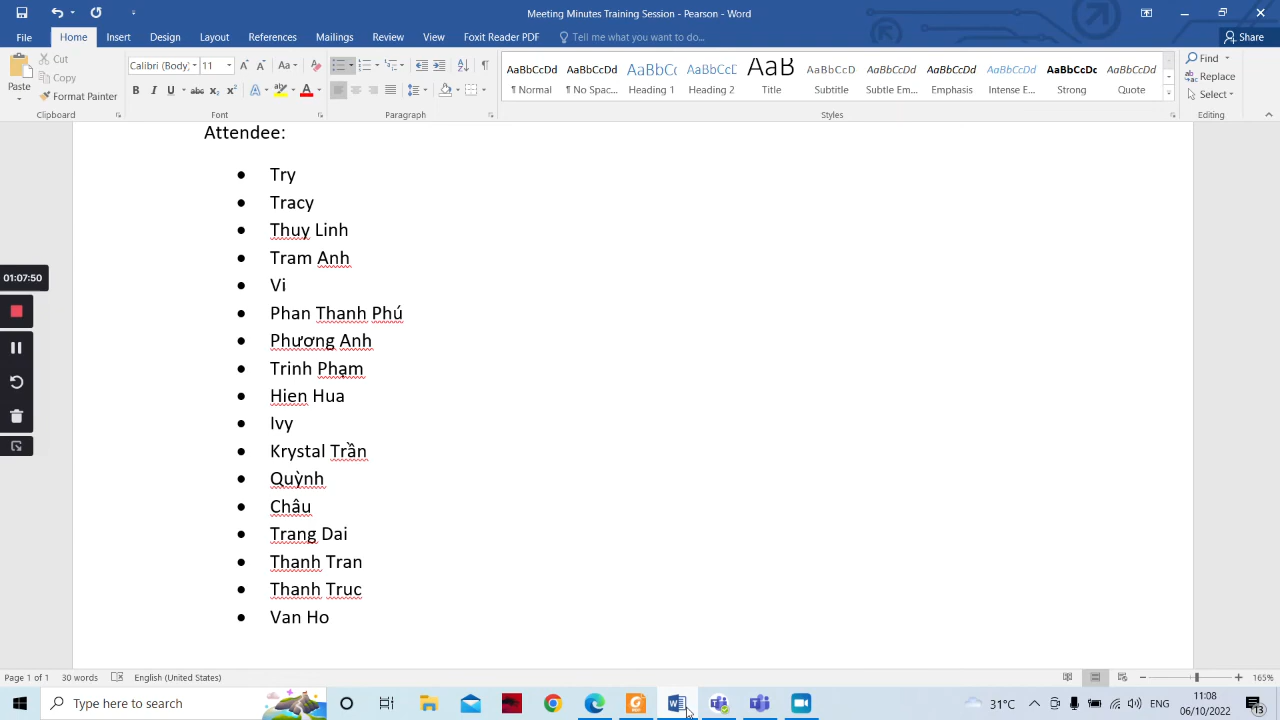 Meeting Minutes Training Session - Pearson - Word
File Home Insert Design Layout References Mailings Review View Foxit Reader PDF Tell me what you want to do... Share
Paste
Cut
Copy
Format Painter
Clipboard
Calibri (Body) 11
Font
Paragraph
AaBbCcDd AaBbCcDd AaBbCc AaBbCcD AaB AaBbCcD AaBbCcDd AaBbCcDd AaBbCcDd AaBbCcDc AaBbCcDd
¶ Normal ¶ No Spac... Heading 1 Heading 2 Title Subtitle Subtle Em... Emphasis Intense E... Strong Quote
Styles
Find
Replace
Select
Editing
Attendee:
• Try
• Tracy
• Thuy Linh
• Tram Anh
• Vi
• Phan Thanh Phú
• Phương Anh
• Trinh Phạm
• Hien Hua
• Ivy
• Krystal Trần
• Quỳnh
• Châu
• Trang Dai
• Thanh Tran
• Thanh Truc
• Van Ho
01:07:50
Page 1 of 1 30 words English (United States) 165%
Type here to search
31°C
ENG
11:08
06/10/2022
13